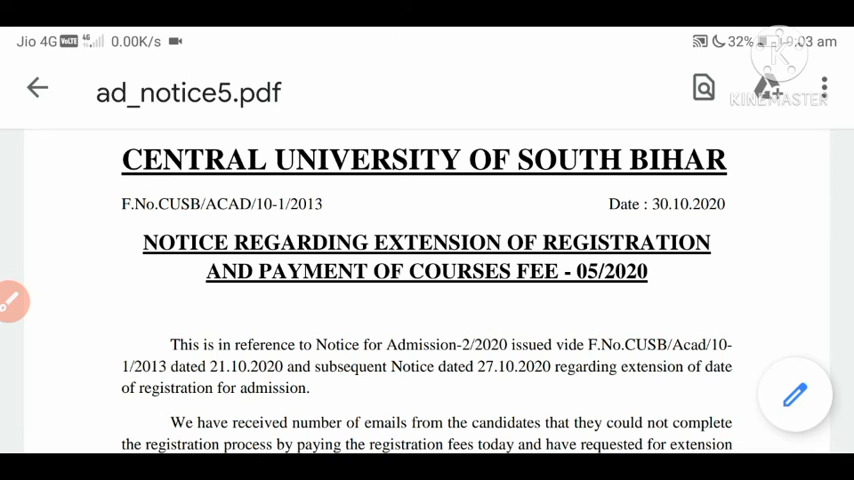 Jio 4G VoLTE 4G 0.00K/s 32% 9:03 am
ad_notice5.pdf
KINEMASTER
CENTRAL UNIVERSITY OF SOUTH BIHAR
F.No.CUSB/ACAD/10-1/2013 Date : 30.10.2020
NOTICE REGARDING EXTENSION OF REGISTRATION
AND PAYMENT OF COURSES FEE - 05/2020
This is in reference to Notice for Admission-2/2020 issued vide F.No.CUSB/Acad/10-
1/2013 dated 21.10.2020 and subsequent Notice dated 27.10.2020 regarding extension of date
of registration for admission.
We have received number of emails from the candidates that they could not complete
the registration process by paying the registration fees today and have requested for extension